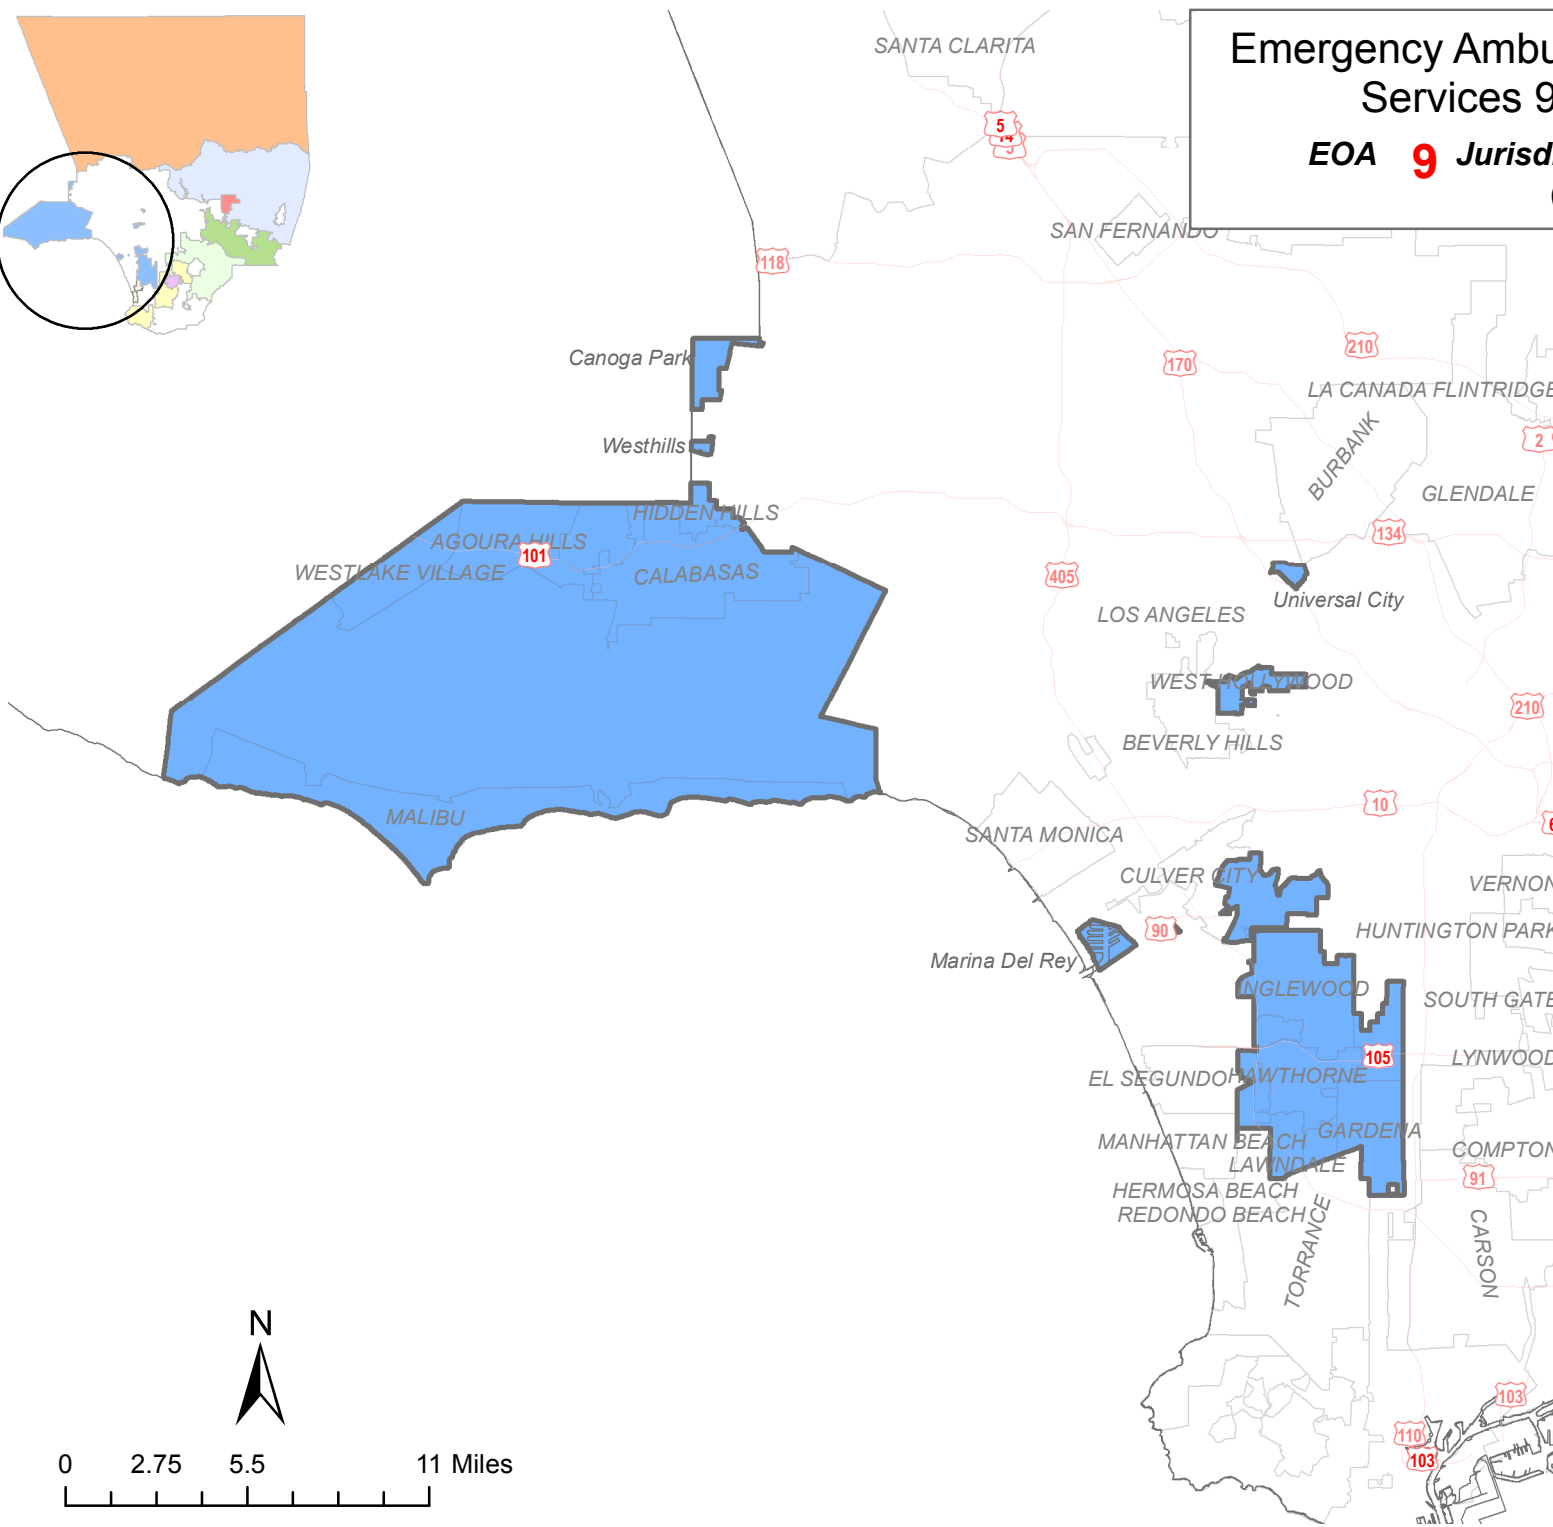 Emergency Ambu
Services 9
EOA 9 Jurisd
SANTA CLARITA
5
14
5
SAN FERNANDO
118
Canoga Park
170
210
LA CANADA FLINTRIDGE
BURBANK
2
Westhills
GLENDALE
HIDDEN HILLS
134
AGOURA HILLS
101
WESTLAKE VILLAGE
CALABASAS
405
Universal City
LOS ANGELES
WEST HOLLYWOOD
210
BEVERLY HILLS
10
MALIBU
SANTA MONICA
6
CULVER CITY
VERNON
90
HUNTINGTON PARK
Marina Del Rey
INGLEWOOD
SOUTH GATE
105
LYNWOOD
EL SEGUNDO
HAWTHORNE
GARDENA
MANHATTAN BEACH
COMPTON
LAWNDALE
91
HERMOSA BEACH
REDONDO BEACH
TORRANCE
CARSON
N
103
110
103
0 2.75 5.5 11 Miles